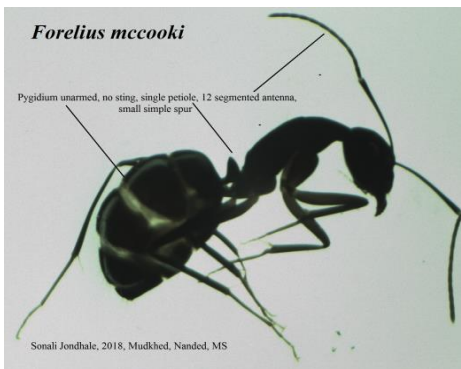 Forelius mccooki
Pygidium unarmed, no sting, single petiole, 12 segmented antenna,
small simple spur
Sonali Jondhale, 2018, Mudkhed, Nanded, MS